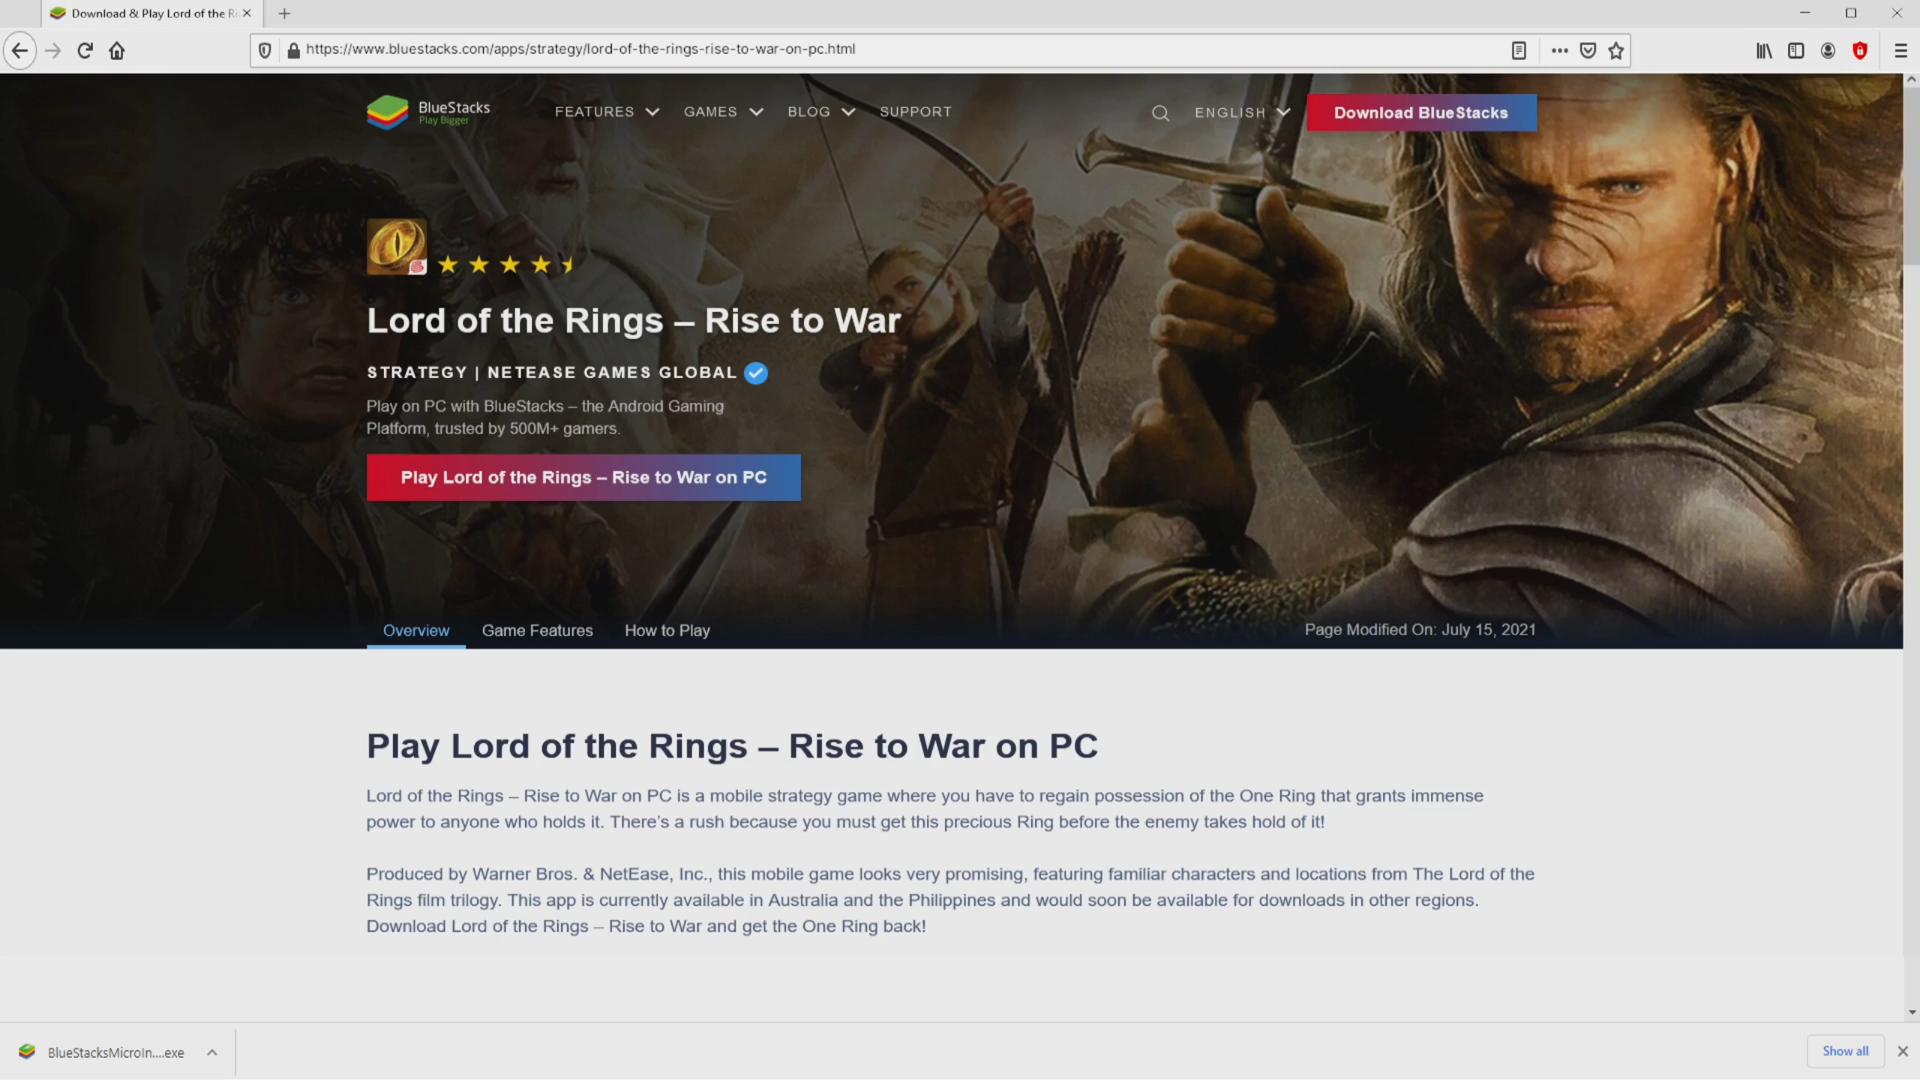 Download & Play Lord of the Ri
https://www.bluestacks.com/apps/strategy/lord-of-the-rings-rise-to-war-on-pc.html
BlueStacks
Play Bigger
FEATURES
GAMES
BLOG
SUPPORT
ENGLISH
Download BlueStacks
Lord of the Rings – Rise to War
STRATEGY | NETEASE GAMES GLOBAL
Play on PC with BlueStacks – the Android Gaming
Platform, trusted by 500M+ gamers.
Play Lord of the Rings – Rise to War on PC
Overview
Game Features
How to Play
Page Modified On: July 15, 2021
Play Lord of the Rings – Rise to War on PC
Lord of the Rings – Rise to War on PC is a mobile strategy game where you have to regain possession of the One Ring that grants immense
power to anyone who holds it. There’s a rush because you must get this precious Ring before the enemy takes hold of it!
Produced by Warner Bros. & NetEase, Inc., this mobile game looks very promising, featuring familiar characters and locations from The Lord of the
Rings film trilogy. This app is currently available in Australia and the Philippines and would soon be available for downloads in other regions.
Download Lord of the Rings – Rise to War and get the One Ring back!
BlueStacksMicroIn....exe
Show all